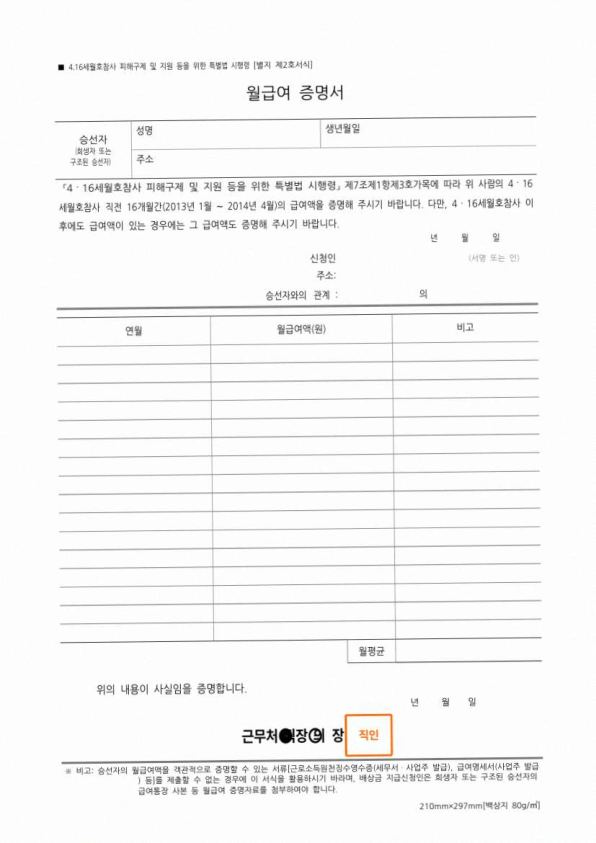 ■ 4.16세월호참사 피해구제 및 지원 등을 위한 특별법 시행령 [별지 제2호서식]
월급여 증명서
승선자
(희생자 또는
구조된 승선자)
성명
생년월일
주소
「4ㆍ16세월호참사 피해구제 및 지원 등을 위한 특별법 시행령」 제7조제1항제3호가목에 따라 위 사람의 4ㆍ16
세월호참사 직전 16개월간(2013년 1월 ~ 2014년 4월)의 급여액을 증명해 주시기 바랍니다. 다만, 4ㆍ16세월호참사 이
후에도 급여액이 있는 경우에는 그 급여액도 증명해 주시기 바랍니다.
년 월 일
신청인 (서명 또는 인)
주소:
승선자와의 관계 : 의
연월 월급여액(원) 비고
월평균
위의 내용이 사실임을 증명합니다.
년 월 일
근무처 장 의 장 직인
※ 비고: 승선자의 월급여액을 객관적으로 증명할 수 있는 서류[근로소득원천징수영수증(세무서ㆍ사업주 발급), 급여명세서(사업주 발급
) 등]를 제출할 수 없는 경우에 이 서식을 활용하시기 바라며, 배상금 지급신청인은 희생자 또는 구조된 승선자의
급여통장 사본 등 월급여 증명자료를 첨부하여야 합니다.
210mm×297mm[백상지 80g/㎡]